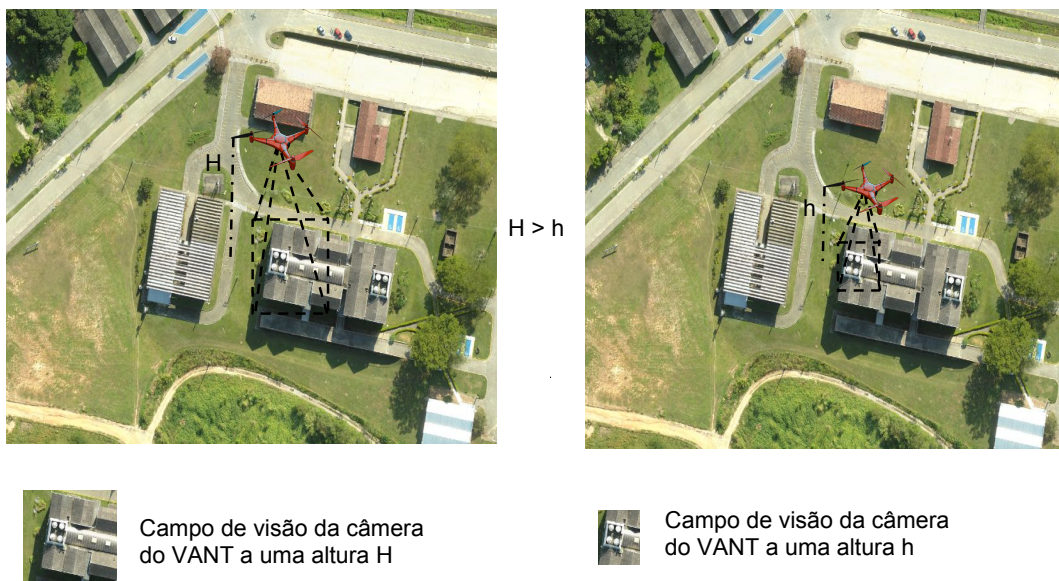 H
H > h
h
Campo de visão da câmera
do VANT a uma altura H
Campo de visão da câmera
do VANT a uma altura h